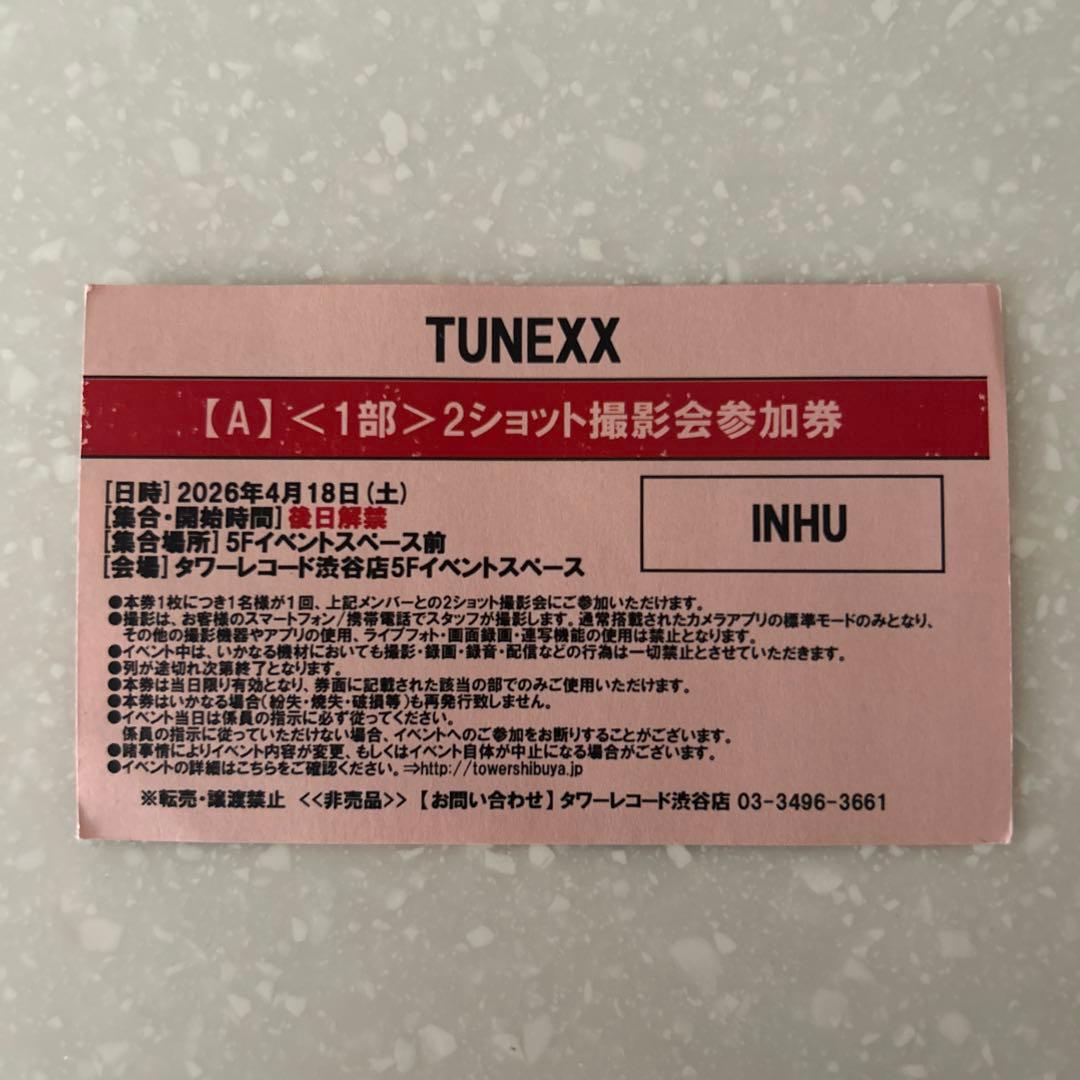 TUNEXX
【A】＜1部＞2ショット撮影会参加券
[日時] 2026年4月18日(土)
[集合・開始時間] 後日解禁
[集合場所] 5Fイベントスペース前
[会場] タワーレコード渋谷店5Fイベントスペース
INHU
●本券1枚につき1名様が1回、上記メンバーとの2ショット撮影会にご参加いただけます。
●撮影は、お客様のスマートフォン/携帯電話でスタッフが撮影します。通常搭載されたカメラアプリの標準モードのみとなり、
その他の撮影機器やアプリの使用、ライブフォト・画面録画・連写機能の使用は禁止となります。
●イベント中は、いかなる機材においても撮影・録画・録音・配信などの行為は一切禁止とさせていただきます。
●列が途切れ次第終了となります。
●本券は当日限り有効となり、券面に記載された該当の部でのみご使用いただけます。
●本券はいかなる場合(紛失・焼失・破損等)も再発行致しません。
●イベント当日は係員の指示に必ず従ってください。
係員の指示に従っていただけない場合、イベントへのご参加をお断りすることがございます。
●諸事情によりイベント内容が変更、もしくはイベント自体が中止になる場合がございます。
●イベントの詳細はこちらをご確認ください。⇒http://towershibuya.jp
※転売・譲渡禁止 <<非売品>> 【お問い合わせ】タワーレコード渋谷店 03-3496-3661